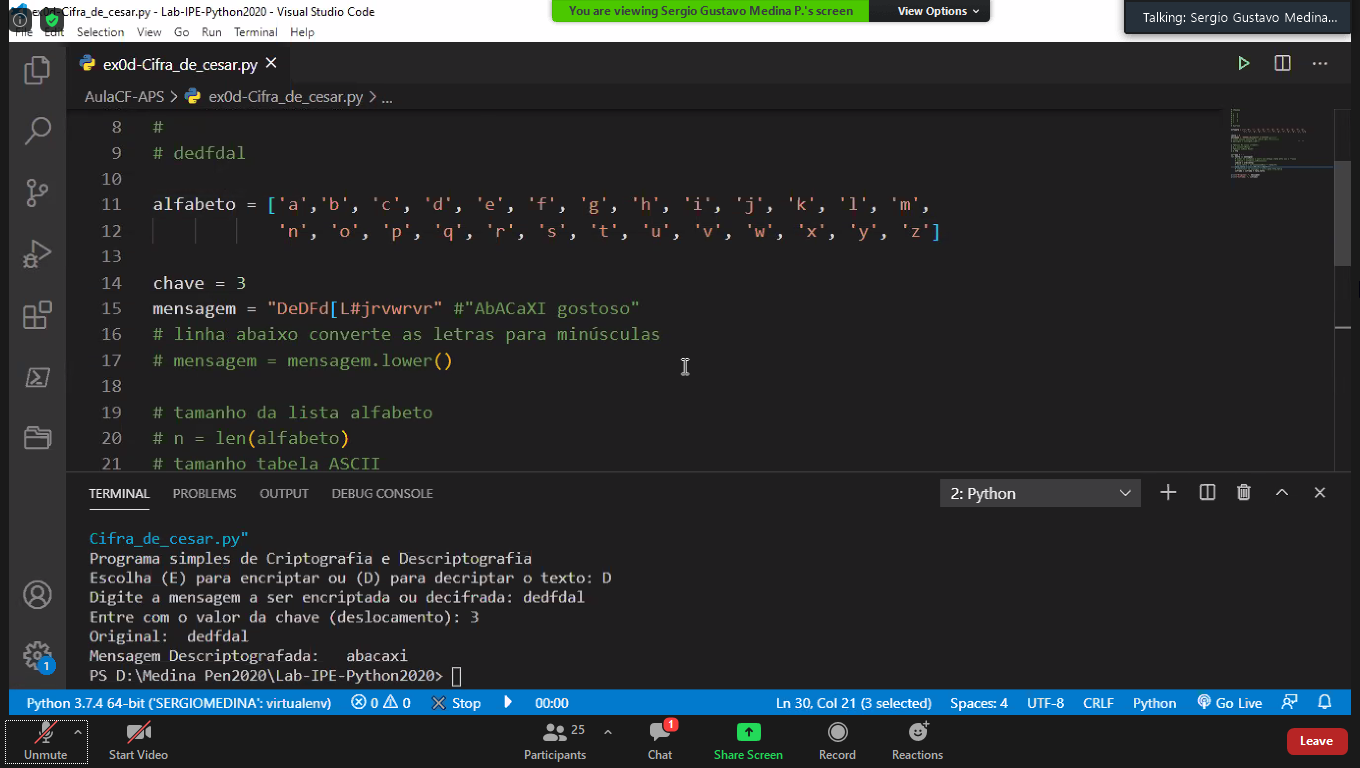 ex0d-Cifra_de_cesar.py - Lab-IPE-Python2020 - Visual Studio Code
You are viewing Sergio Gustavo Medina P.'s screen
View Options
Talking: Sergio Gustavo Medina...
File Edit Selection View Go Run Terminal Help
ex0d-Cifra_de_cesar.py
AulaCF-APS > ex0d-Cifra_de_cesar.py > ...
8 #
9 # dedfdal
10
11 alfabeto = ['a','b', 'c', 'd', 'e', 'f', 'g', 'h', 'i', 'j', 'k', 'l', 'm',
12 'n', 'o', 'p', 'q', 'r', 's', 't', 'u', 'v', 'w', 'x', 'y', 'z']
13
14 chave = 3
15 mensagem = "DeDFd[L#jrvwrvr" #"AbACaXI gostoso"
16 # linha abaixo converte as letras para minúsculas
17 # mensagem = mensagem.lower()
18
19 # tamanho da lista alfabeto
20 # n = len(alfabeto)
21 # tamanho tabela ASCII
TERMINAL PROBLEMS OUTPUT DEBUG CONSOLE
2: Python
Cifra_de_cesar.py"
Programa simples de Criptografia e Descriptografia
Escolha (E) para encriptar ou (D) para decriptar o texto: D
Digite a mensagem a ser encriptada ou decifrada: dedfdal
Entre com o valor da chave (deslocamento): 3
Original: dedfdal
Mensagem Descriptografada: abacaxi
PS D:\Medina Pen2020\Lab-IPE-Python2020>
1
Python 3.7.4 64-bit ('SERGIOMEDINA': virtualenv) 0 0 Stop 00:00 Ln 30, Col 21 (3 selected) Spaces: 4 UTF-8 CRLF Python Go Live
25
1
Unmute Start Video Participants Chat Share Screen Record Reactions Leave